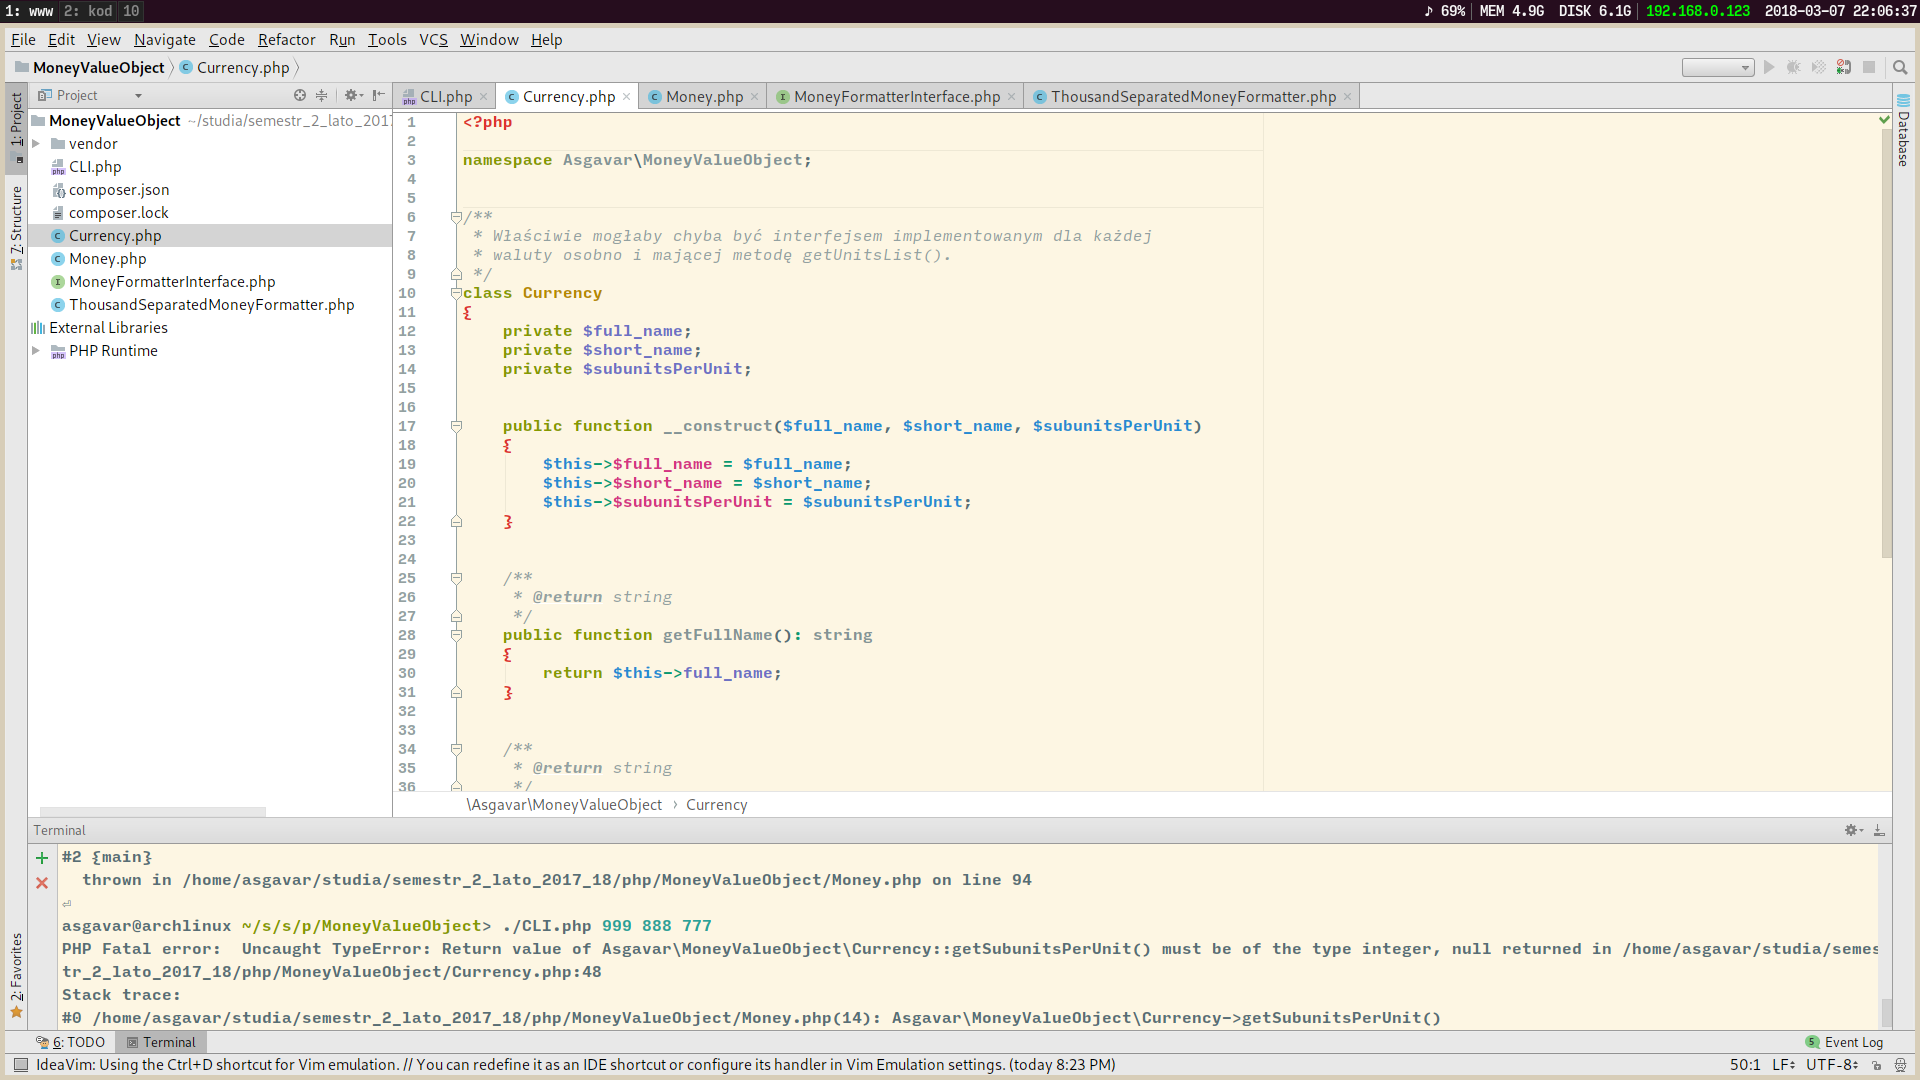 1: www 2: kod 10 ♪ 69% MEM 4.9G DISK 6.1G 192.168.0.123 2018-03-07 22:06:37
File Edit View Navigate Code Refactor Run Tools VCS Window Help
MoneyValueObject Currency.php
Project
CLI.php Currency.php Money.php MoneyFormatterInterface.php ThousandSeparatedMoneyFormatter.php
1: Project
7: Structure
2: Favorites
Database
MoneyValueObject ~/studia/semestr_2_lato_2017
vendor
CLI.php
composer.json
composer.lock
Currency.php
Money.php
MoneyFormatterInterface.php
ThousandSeparatedMoneyFormatter.php
External Libraries
PHP Runtime
1 <?php
2
3 namespace Asgavar\MoneyValueObject;
4
5
6 /**
7  * Właściwie mogłaby chyba być interfejsem implementowanym dla każdej
8  * waluty osobno i mającej metodę getUnitsList().
9  */
10 class Currency
11 {
12     private $full_name;
13     private $short_name;
14     private $subunitsPerUnit;
15
16
17     public function __construct($full_name, $short_name, $subunitsPerUnit)
18     {
19         $this->$full_name = $full_name;
20         $this->$short_name = $short_name;
21         $this->$subunitsPerUnit = $subunitsPerUnit;
22     }
23
24
25     /**
26      * @return string
27      */
28     public function getFullName(): string
29     {
30         return $this->full_name;
31     }
32
33
34     /**
35      * @return string
36      */
\Asgavar\MoneyValueObject › Currency
Terminal
#2 {main}
  thrown in /home/asgavar/studia/semestr_2_lato_2017_18/php/MoneyValueObject/Money.php on line 94
⏎
asgavar@archlinux ~/s/s/p/MoneyValueObject> ./CLI.php 999 888 777
PHP Fatal error:  Uncaught TypeError: Return value of Asgavar\MoneyValueObject\Currency::getSubunitsPerUnit() must be of the type integer, null returned in /home/asgavar/studia/semes
tr_2_lato_2017_18/php/MoneyValueObject/Currency.php:48
Stack trace:
#0 /home/asgavar/studia/semestr_2_lato_2017_18/php/MoneyValueObject/Money.php(14): Asgavar\MoneyValueObject\Currency->getSubunitsPerUnit()
6: TODO Terminal 5 Event Log
IdeaVim: Using the Ctrl+D shortcut for Vim emulation. // You can redefine it as an IDE shortcut or configure its handler in Vim Emulation settings. (today 8:23 PM) 50:1 LF UTF-8